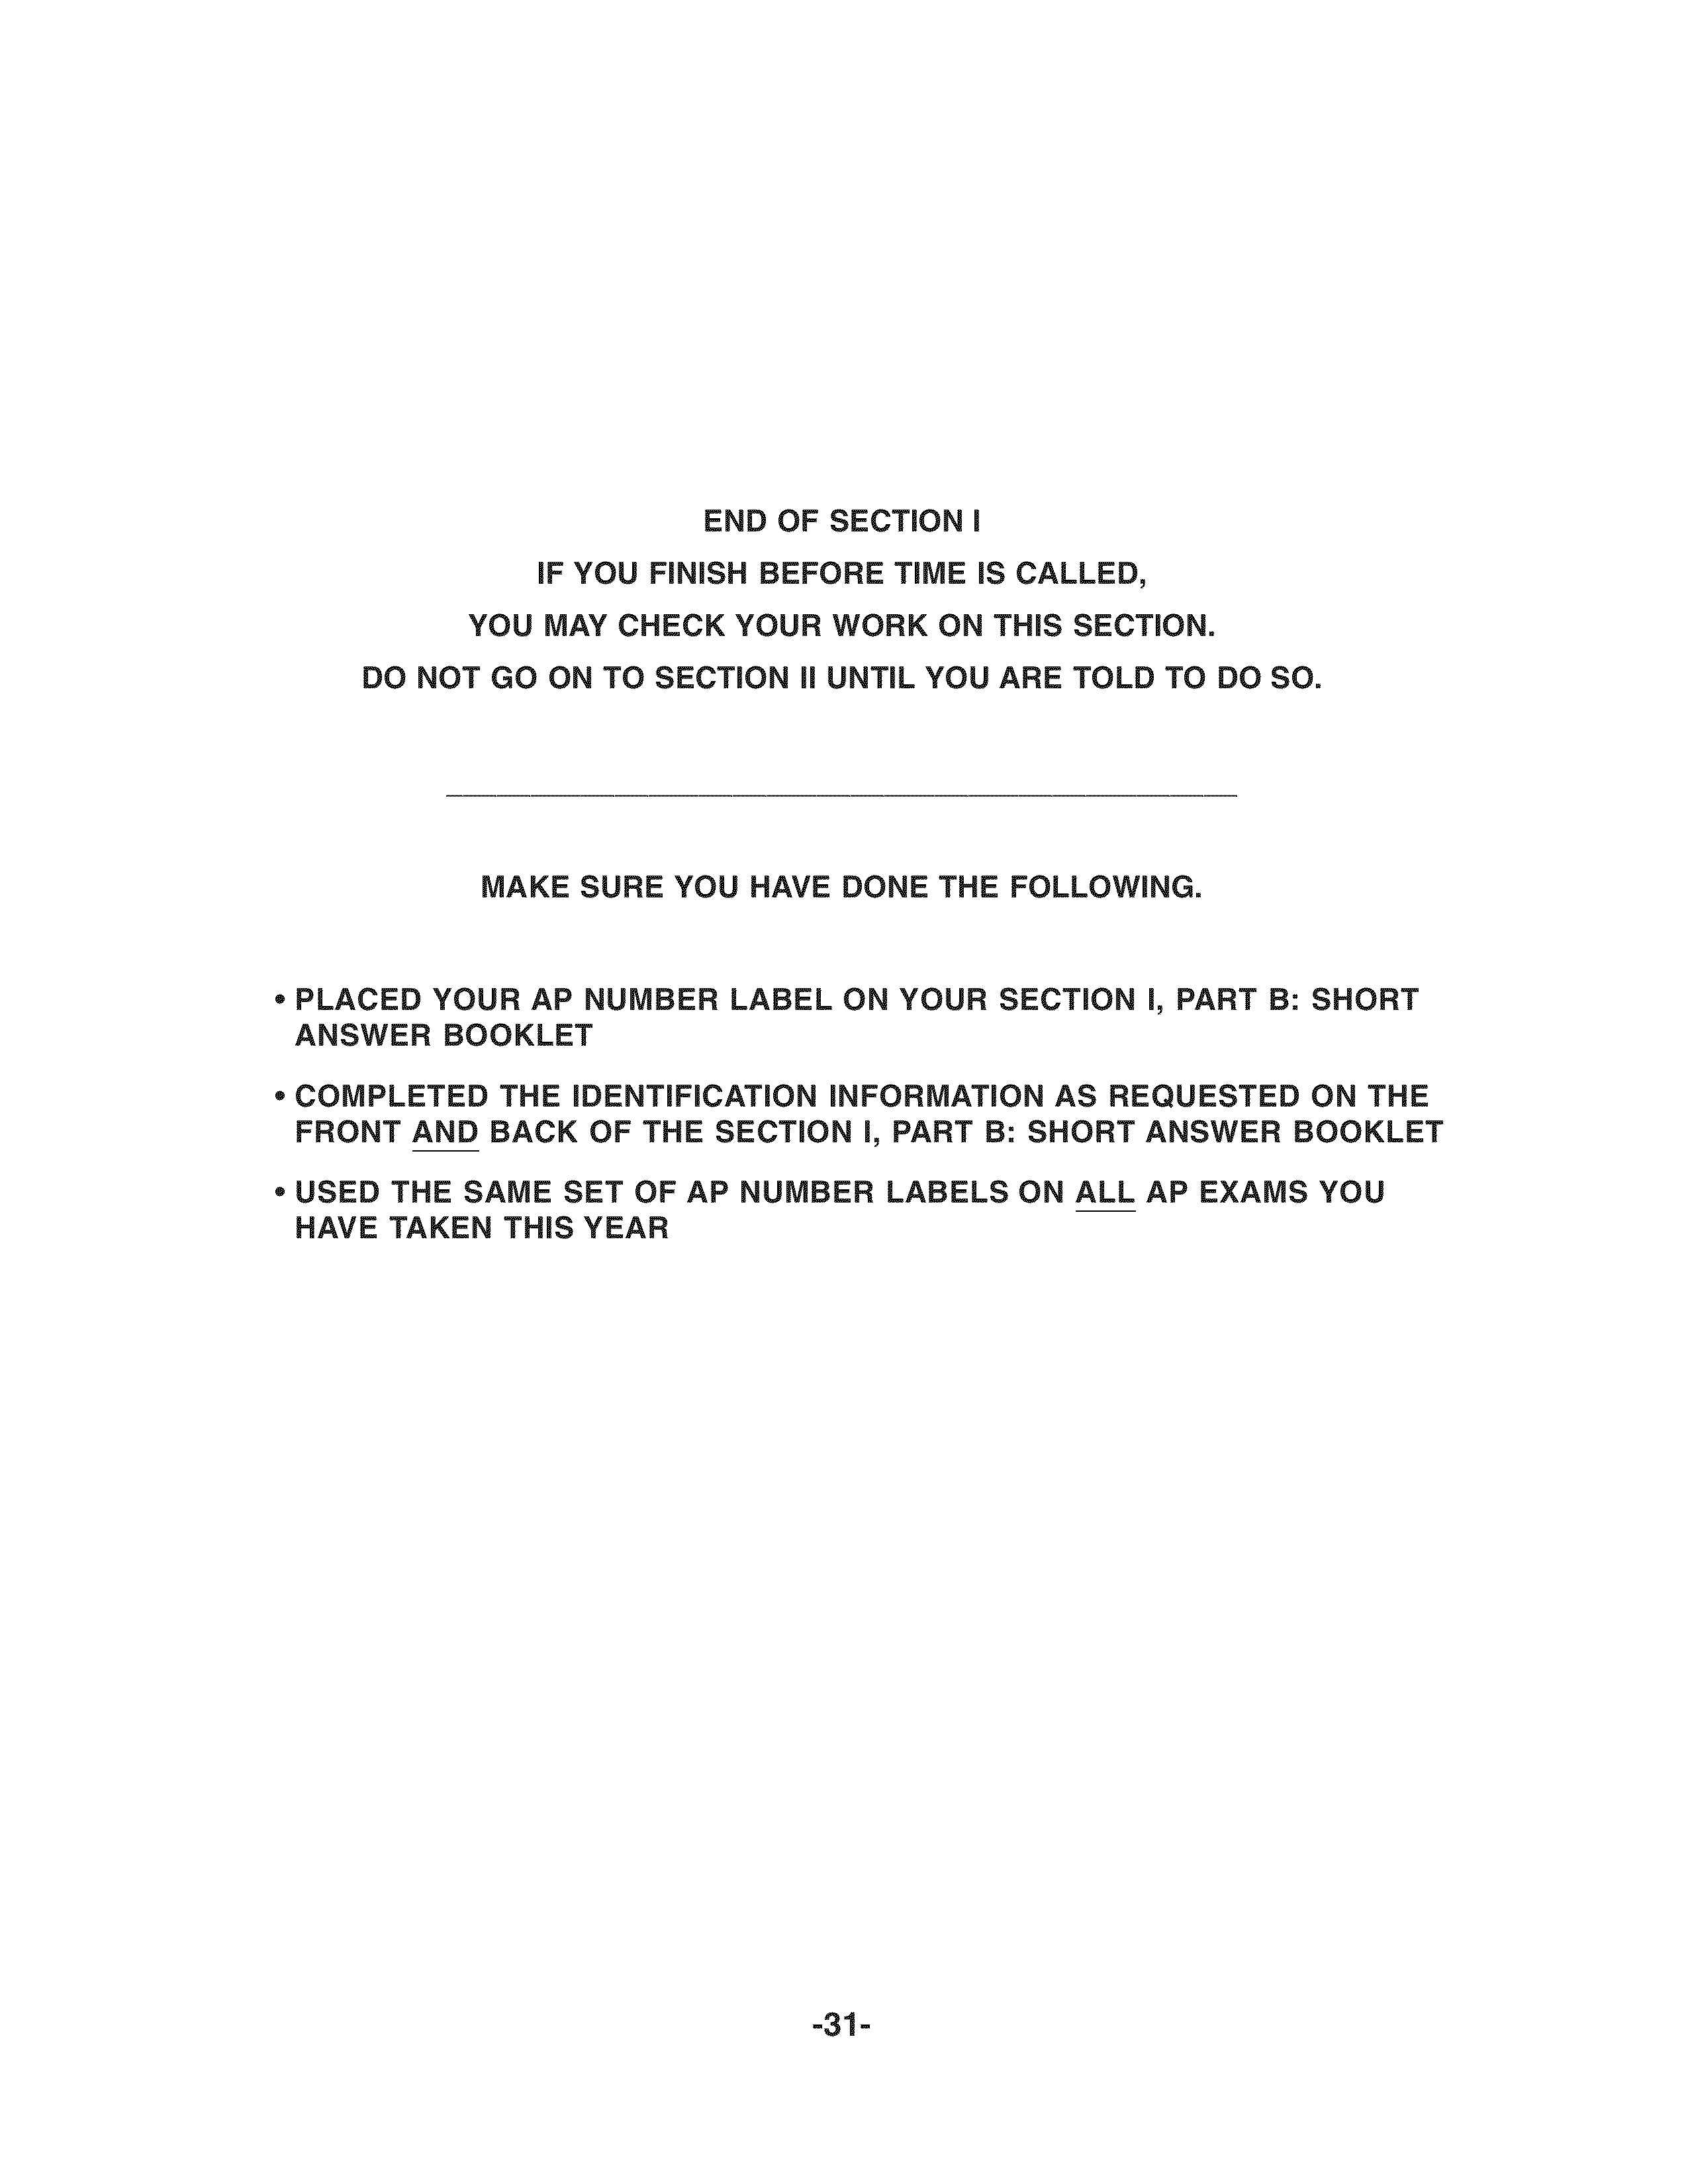 END OF SECTION I
IF YOU FINISH BEFORE TIME IS CALLED,
YOU MAY CHECK YOUR WORK ON THIS SECTION.
DO NOT GO ON TO SECTION II UNTIL YOU ARE TOLD TO DO SO.
MAKE SURE YOU HAVE DONE THE FOLLOWING.
• PLACED YOUR AP NUMBER LABEL ON YOUR SECTION I, PART B: SHORT
ANSWER BOOKLET
• COMPLETED THE IDENTIFICATION INFORMATION AS REQUESTED ON THE
FRONT AND BACK OF THE SECTION I, PART B: SHORT ANSWER BOOKLET
• USED THE SAME SET OF AP NUMBER LABELS ON ALL AP EXAMS YOU
HAVE TAKEN THIS YEAR
-31-